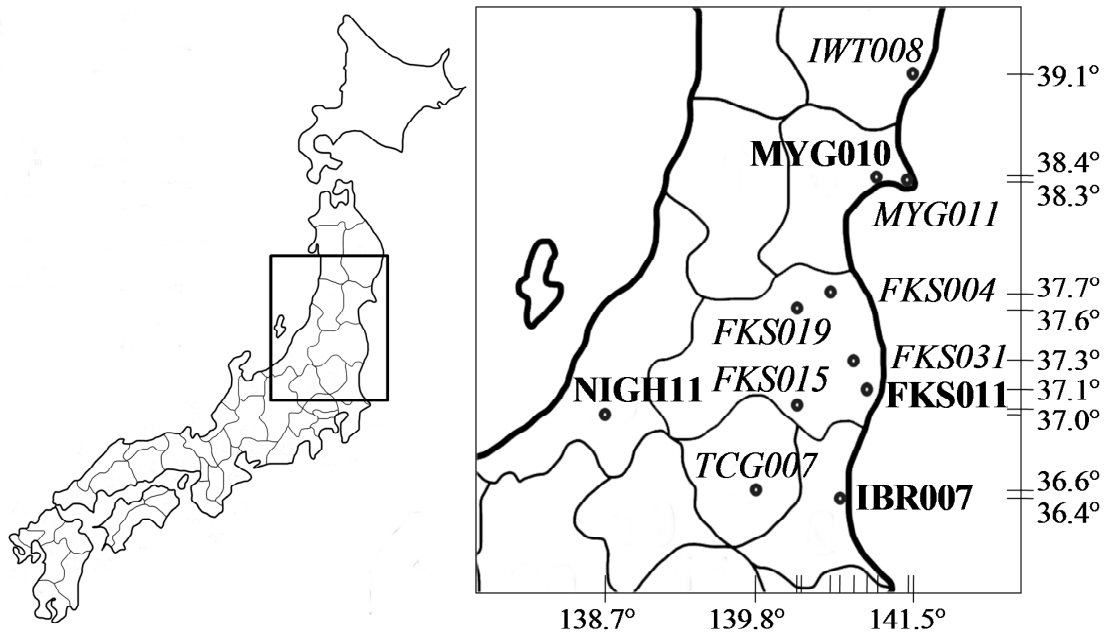 IWT008
39.1°
MYG010
38.4°
38.3°
MYG011
FKS004
37.7°
FKS019
37.6°
FKS031
37.3°
FKS015
NIGH11
FKS011
37.1°
37.0°
TCG007
36.6°
IBR007
36.4°
138.7°
139.8°
141.5°